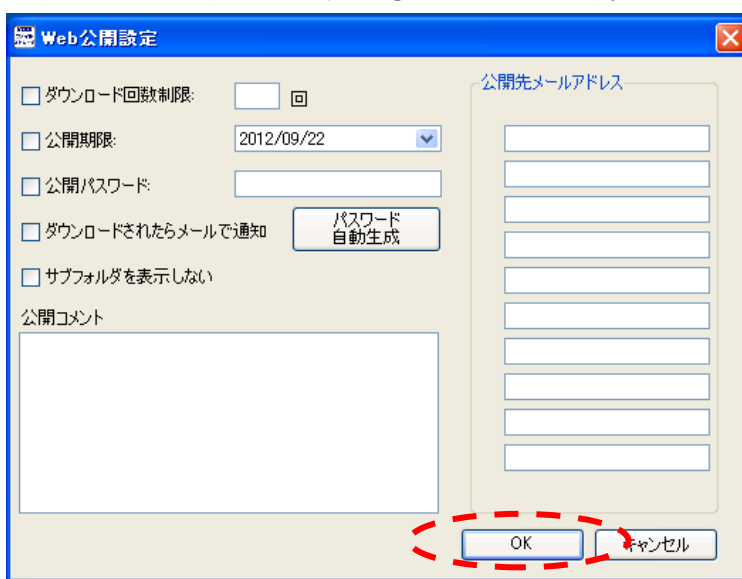 Web公開設定
ダウンロード回数制限:
回
公開期限:
2012/09/22
公開パスワード:
ダウンロードされたらメールで通知
パスワード
自動生成
サブフォルダを表示しない
公開コメント
公開先メールアドレス
OK
キャンセル